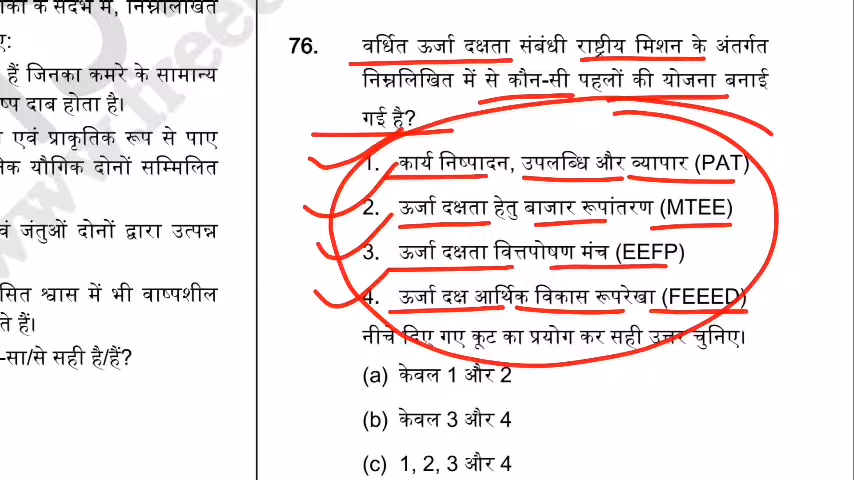 ाका के संदर्भ में, निम्नलिखित
ए:
हैं जिनका कमरे के सामान्य
ष्प दाब होता है।
एवं प्राकृतिक रूप से पाए
यौगिक दोनों सम्मिलित
वं जंतुओं दोनों द्वारा उत्पन्न
सित श्वास में भी वाष्पशील
ते हैं।
-सा/से सही है/हैं?
76. वर्धित ऊर्जा दक्षता संबंधी राष्ट्रीय मिशन के अंतर्गत
निम्नलिखित में से कौन-सी पहलों की योजना बनाई
गई है?
1. कार्य निष्पादन, उपलब्धि और व्यापार (PAT)
2. ऊर्जा दक्षता हेतु बाजार रूपांतरण (MTEE)
3. ऊर्जा दक्षता वित्तपोषण मंच (EEFP)
4. ऊर्जा दक्ष आर्थिक विकास रूपरेखा (FEEED)
नीचे दिए गए कूट का प्रयोग कर सही उत्तर चुनिए।
(a) केवल 1 और 2
(b) केवल 3 और 4
(c) 1, 2, 3 और 4